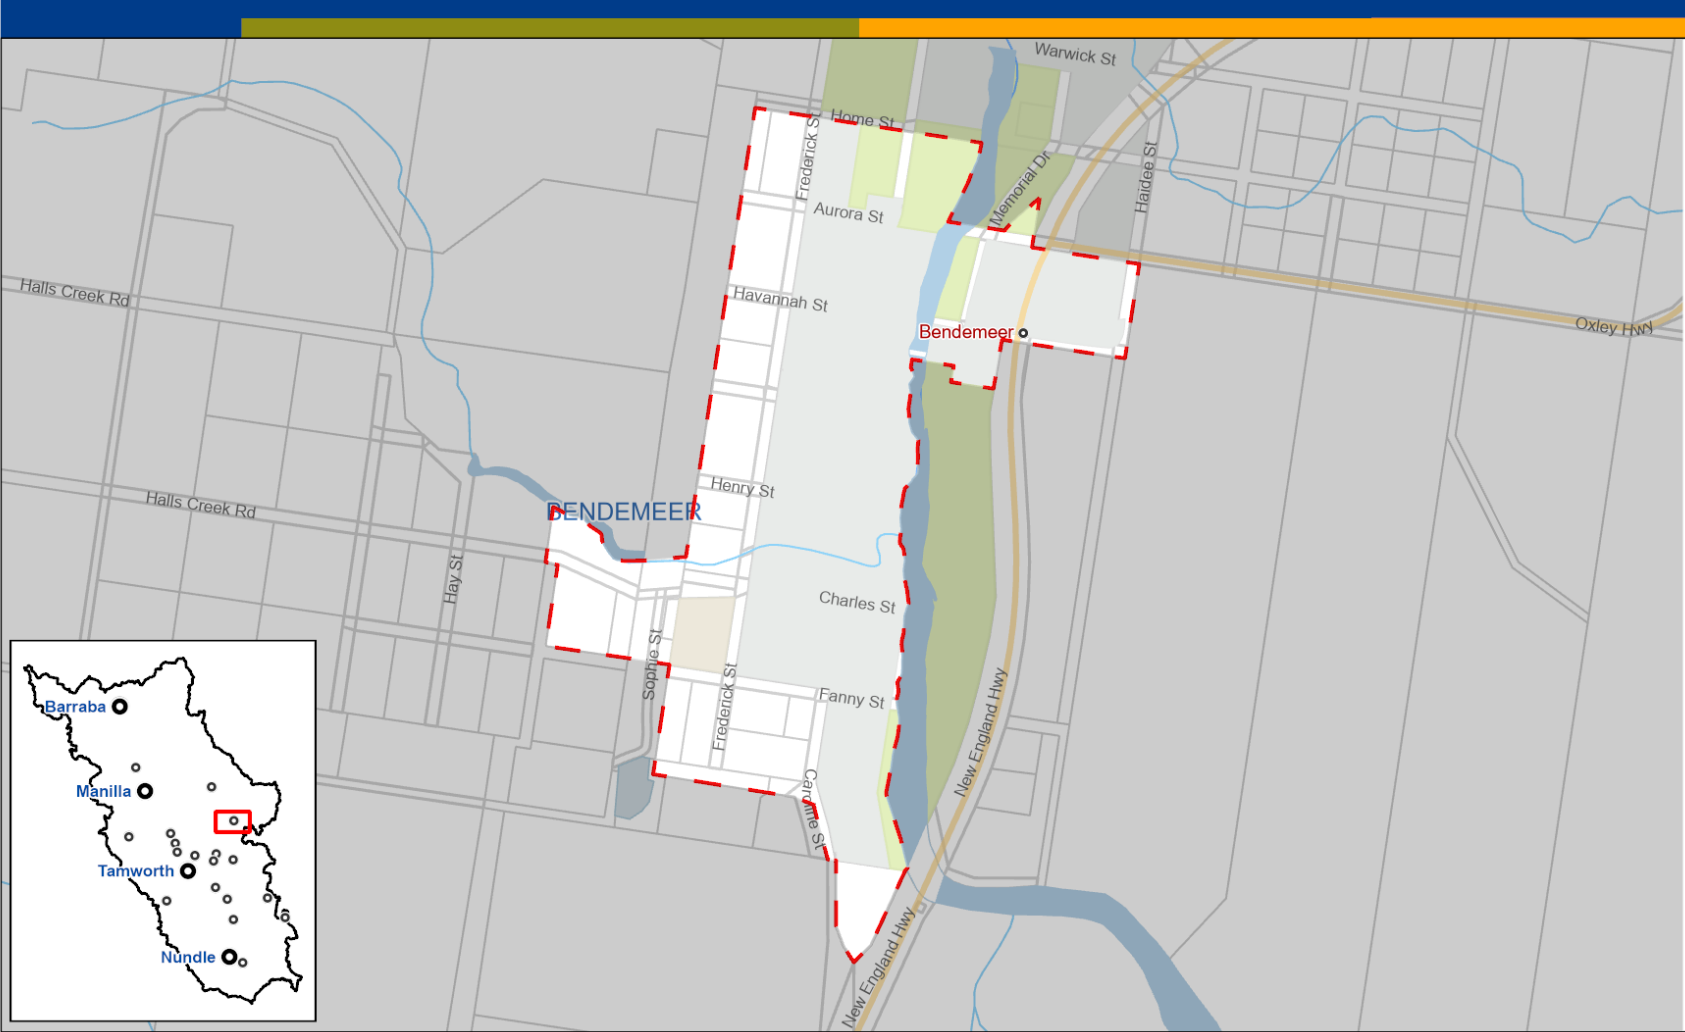 Warwick St
Home St
Frederick St
Memorial Dr
Haidee St
Aurora St
Halls Creek Rd
Havannah St
Oxley Hwy
Bendemeer
Henry St
Halls Creek Rd
BENDEMEER
Hay St
Charles St
Sophie St
Frederick St
Fanny St
New England Hwy
Caroline St
New England Hwy
Barraba
Manilla
Tamworth
Nundle